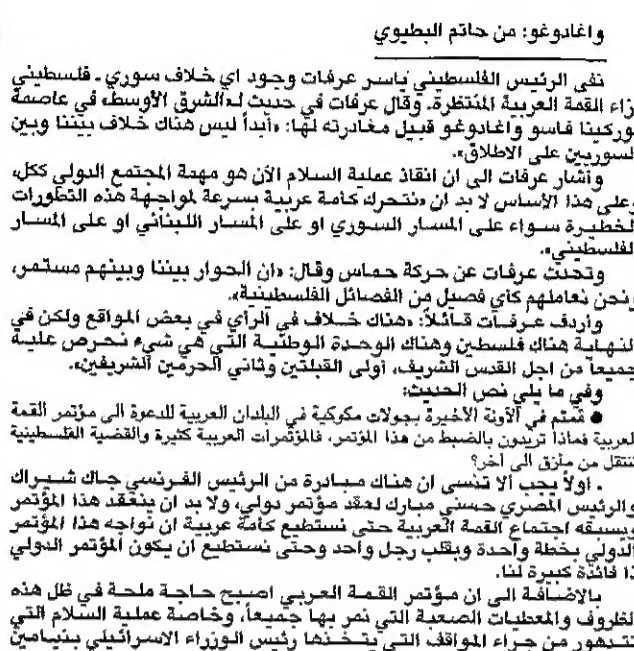 واغادوغو: من حاتم البطيوي
نفى الرئيس الفلسطيني ياسر عرفات وجود اي خلاف سوري ـ فلسطيني
زاء القمة العربية المنتظرة. وقال عرفات في حديث لـ«الشرق الأوسط» في عاصمة
بوركينا فاسو واغادوغو قبيل مغادرته لها: «أبداً ليس هناك خلاف بيننا وبين
لسوريين على الاطلاق».
وأشار عرفات الى ان انقاذ عملية السلام الآن هو مهمة المجتمع الدولي ككل،
وعلى هذا الأساس لا بد ان «نتحرك كأمة عربية بسرعة لمواجهة هذه التطورات
لخطيرة سواء على المسار السوري او على المسار اللبناني او على المسار
الفلسطيني».
وتحدث عرفات عن حركة حماس وقال: «ان الحوار بيننا وبينهم مستمر،
ونحن نعاملهم كأي فصيل من الفصائل الفلسطينية».
وأردف عرفات قائلاً: «هناك خلاف في الرأي في بعض المواقع ولكن في
لنهاية هناك فلسطين وهناك الوحدة الوطنية التي هي شيء نحرص عليه
جميعاً من اجل القدس الشريف، أولى القبلتين وثاني الحرمين الشريفين».
وفي ما يلي نص الحديث:
● قمتم في الآونة الأخيرة بجولات مكوكية في البلدان العربية للدعوة الى مؤتمر القمة
لعربية فماذا تريدون بالضبط من هذا المؤتمر، فالمؤتمرات العربية كثيرة والقضية الفلسطينية
تنتقل من مأزق الى آخر؟
ـ اولاً يجب ألا تنسى ان هناك مبادرة من الرئيس الفرنسي جاك شيراك
والرئيس المصري حسني مبارك لعقد مؤتمر دولي، ولا بد ان ينعقد هذا المؤتمر
ويسبقه اجتماع القمة العربية حتى نستطيع كأمة عربية ان نواجه هذا المؤتمر
الدولي بخطة واحدة وبقلب رجل واحد وحتى نستطيع ان يكون المؤتمر الدولي
ذا فائدة كبيرة لنا.
بالإضافة الى ان مؤتمر القمة العربي اصبح حاجة ملحة في ظل هذه
الظروف والمعطيات الصعبة التي نمر بها جميعاً، وخاصة عملية السلام التي
تتدهور من جراء المواقف التي يتخذها رئيس الوزراء الاسرائيلي بنيامين